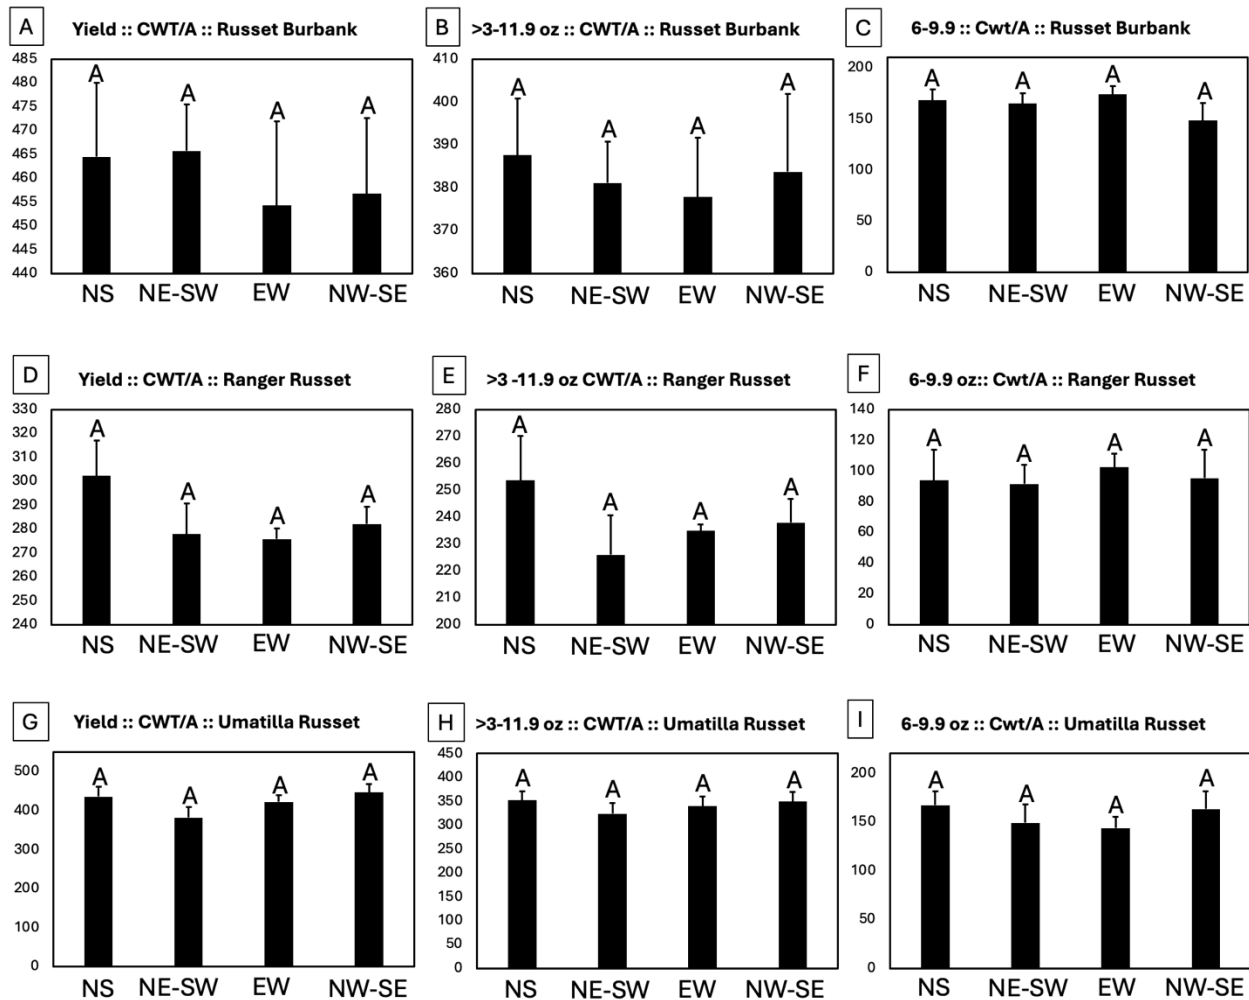 A Yield :: CWT/A :: Russet Burbank
A A A A
485
480
475
470
465
460
455
450
445
440
NS NE-SW EW NW-SE
B >3-11.9 oz :: CWT/A :: Russet Burbank
A A A A
410
400
390
380
370
360
NS NE-SW EW NW-SE
C 6-9.9 :: Cwt/A :: Russet Burbank
A A A A
200
150
100
50
0
NS NE-SW EW NW-SE
D Yield :: CWT/A :: Ranger Russet
A A A A
330
320
310
300
290
280
270
260
250
240
NS NE-SW EW NW-SE
E >3 -11.9 oz CWT/A :: Ranger Russet
A A A A
280
270
260
250
240
230
220
210
200
NS NE-SW EW NW-SE
F 6-9.9 oz:: Cwt/A :: Ranger Russet
A A A A
140
120
100
80
60
40
20
0
NS NE-SW EW NW-SE
G Yield :: CWT/A :: Umatilla Russet
A A A A
500
400
300
200
100
0
NS NE-SW EW NW-SE
H >3-11.9 oz :: CWT/A :: Umatilla Russet
A A A A
450
400
350
300
250
200
150
100
50
0
NS NE-SW EW NW-SE
I 6-9.9 oz :: Cwt/A :: Umatilla Russet
A A A A
200
150
100
50
0
NS NE-SW EW NW-SE